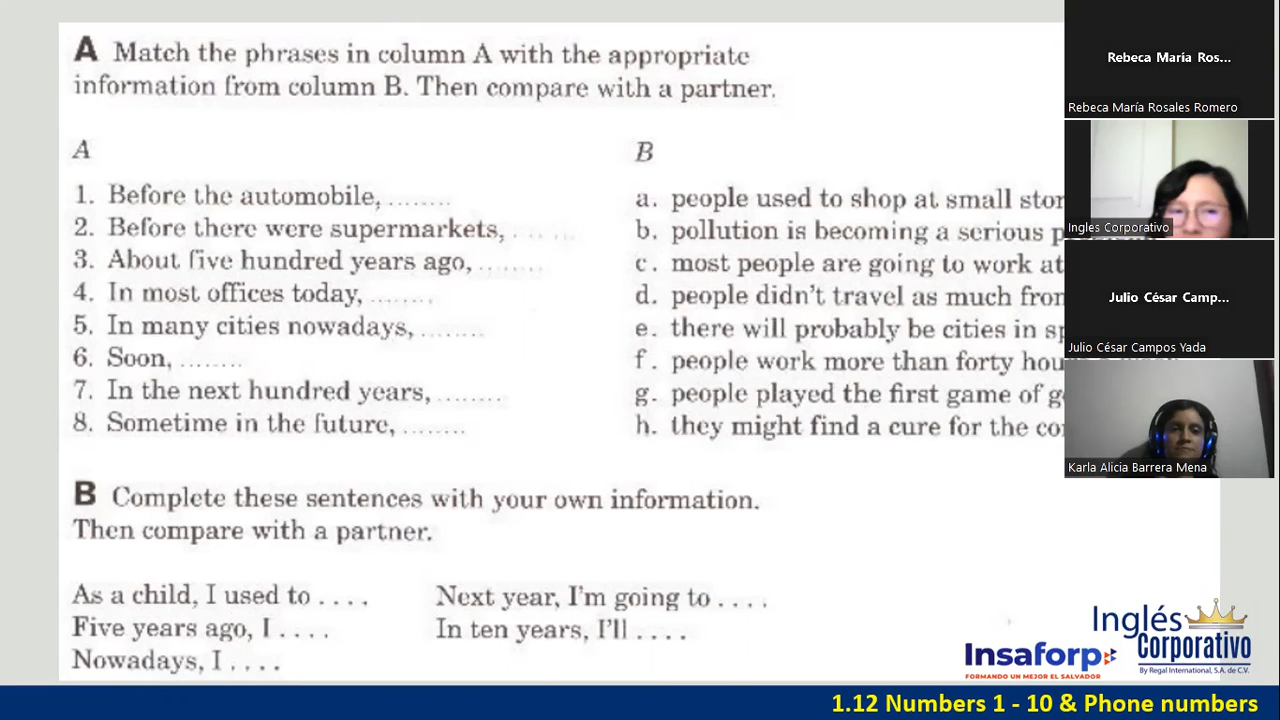 A Match the phrases in column A with the appropriate
information from column B. Then compare with a partner.
A
1. Before the automobile, ........
2. Before there were supermarkets, ........
3. About five hundred years ago, ........
4. In most offices today, ........
5. In many cities nowadays, ........
6. Soon, ........
7. In the next hundred years, ........
8. Sometime in the future, ........
B
a. people used to shop at small
b. pollution is becoming a serious
c. most people are going to work at
d. people didn't travel as much
e. there will probably be cities in
f. people work more than forty
g. people played the first game of
h. they might find a cure for the
B Complete these sentences with your own information.
Then compare with a partner.
As a child, I used to . . . .
Five years ago, I . . . .
Nowadays, I . . . .
Next year, I'm going to . . . .
In ten years, I'll . . . .
Rebeca María Ros...
Rebeca María Rosales Romero
Ingles Corporativo
Julio César Camp...
Julio César Campos Yada
Karla Alicia Barrera Mena
Insaforp
FORMANDO UN MEJOR EL SALVADOR
Inglés
Corporativo
By Regal International, S.A. de C.V.
1.12 Numbers 1 - 10 & Phone numbers